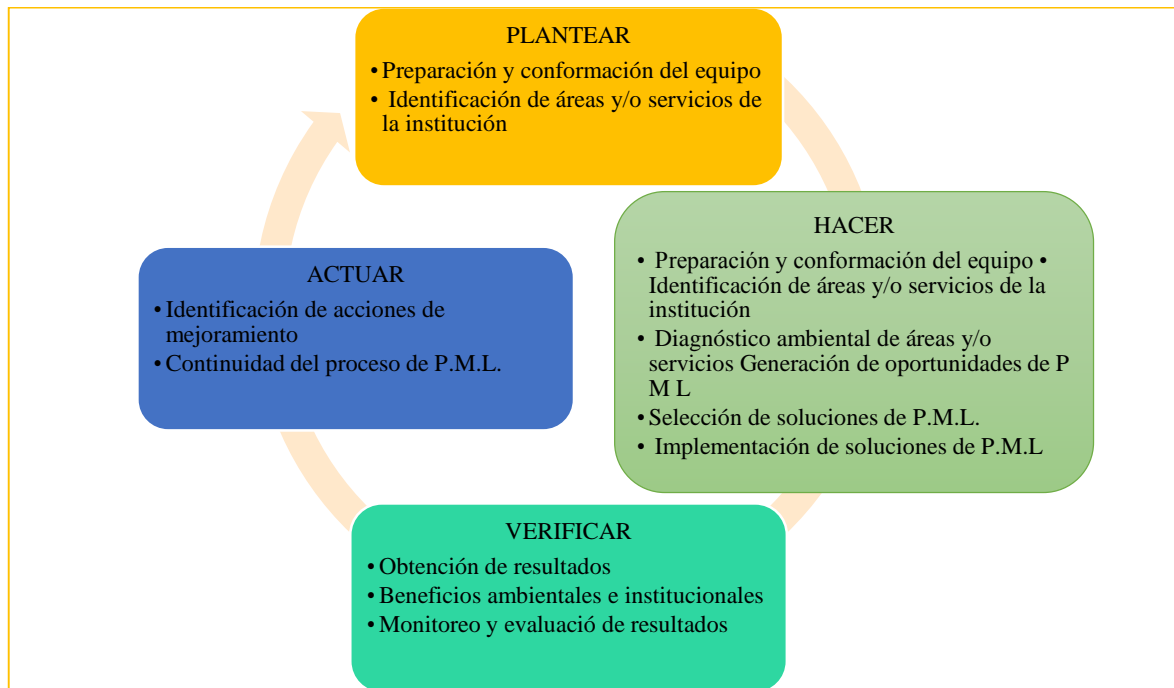 PLANTEAR
• Preparación y conformación del equipo
• Identificación de áreas y/o servicios de
la institución
HACER
• Preparación y conformación del equipo •
Identificación de áreas y/o servicios de la
institución
• Diagnóstico ambiental de áreas y/o
servicios Generación de oportunidades de P
M L
• Selección de soluciones de P.M.L.
• Implementación de soluciones de P.M.L
VERIFICAR
• Obtención de resultados
• Beneficios ambientales e institucionales
• Monitoreo y evaluació de resultados
ACTUAR
• Identificación de acciones de
mejoramiento
• Continuidad del proceso de P.M.L.